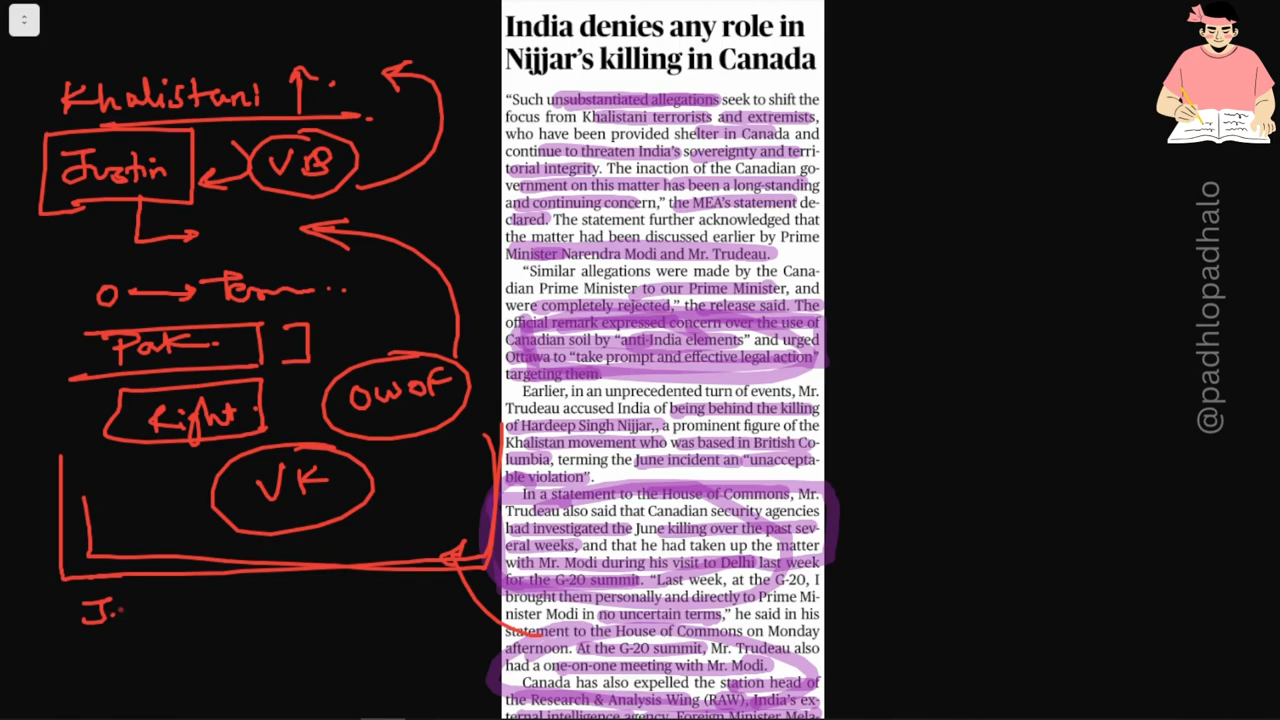 Khalistani
Justin
VB
Pak.
Right.
OWOF
VK
J.
India denies any role in
Nijjar’s killing in Canada
“Such unsubstantiated allegations seek to shift the
focus from Khalistani terrorists and extremists,
who have been provided shelter in Canada and
continue to threaten India’s sovereignty and terri-
torial integrity. The inaction of the Canadian go-
vernment on this matter has been a long-standing
and continuing concern,” the MEA’s statement de-
clared. The statement further acknowledged that
the matter had been discussed earlier by Prime
Minister Narendra Modi and Mr. Trudeau.
“Similar allegations were made by the Cana-
dian Prime Minister to our Prime Minister, and
were completely rejected,” the release said. The
official remark expressed concern over the use of
Canadian soil by “anti-India elements” and urged
Ottawa to “take prompt and effective legal action”
targeting them.
Earlier, in an unprecedented turn of events, Mr.
Trudeau accused India of being behind the killing
of Hardeep Singh Nijjar,, a prominent figure of the
Khalistan movement who was based in British Co-
lumbia, terming the June incident an “unaccepta-
ble violation”.
In a statement to the House of Commons, Mr.
Trudeau also said that Canadian security agencies
had investigated the June killing over the past sev-
eral weeks, and that he had taken up the matter
with Mr. Modi during his visit to Delhi last week
for the G-20 summit. “Last week, at the G-20, I
brought them personally and directly to Prime Mi-
nister Modi in no uncertain terms,” he said in his
statement to the House of Commons on Monday
afternoon. At the G-20 summit, Mr. Trudeau also
had a one-on-one meeting with Mr. Modi.
Canada has also expelled the station head of
the Research & Analysis Wing (RAW), India’s ex-
ternal intelligence agency. Foreign Minister Mela-
@padhlopadhalo